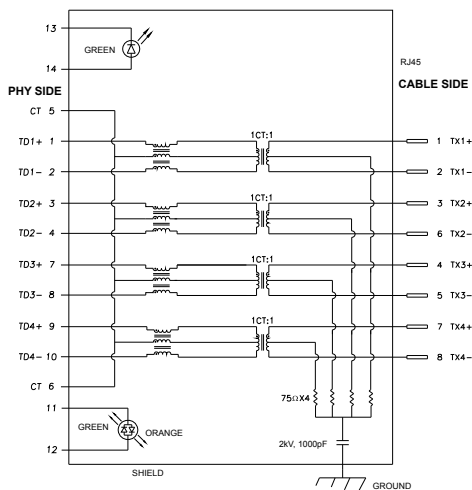 13
GREEN
14
RJ45
PHY SIDE
CABLE SIDE
CT 5
1CT:1
TD1+ 1
1 TX1+
TD1- 2
2 TX1-
1CT:1
TD2+ 3
3 TX2+
TD2- 4
6 TX2-
1CT:1
TD3+ 7
4 TX3+
TD3- 8
5 TX3-
1CT:1
TD4+ 9
7 TX4+
TD4- 10
8 TX4-
CT 6
75ΩX4
11
GREEN
ORANGE
12
2kV, 1000pF
SHIELD
GROUND